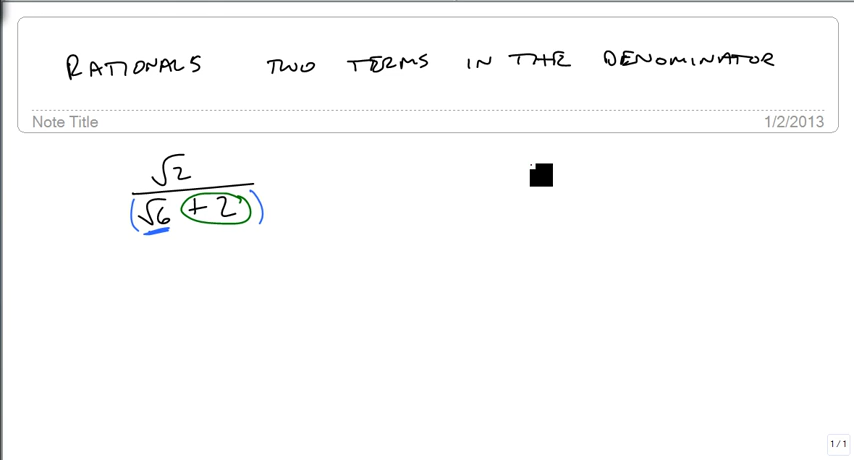 RATIONALS TWO TERMS IN THE DENOMINATOR
Note Title 1/2/2013
√2
(√6 + 2)
1 / 1